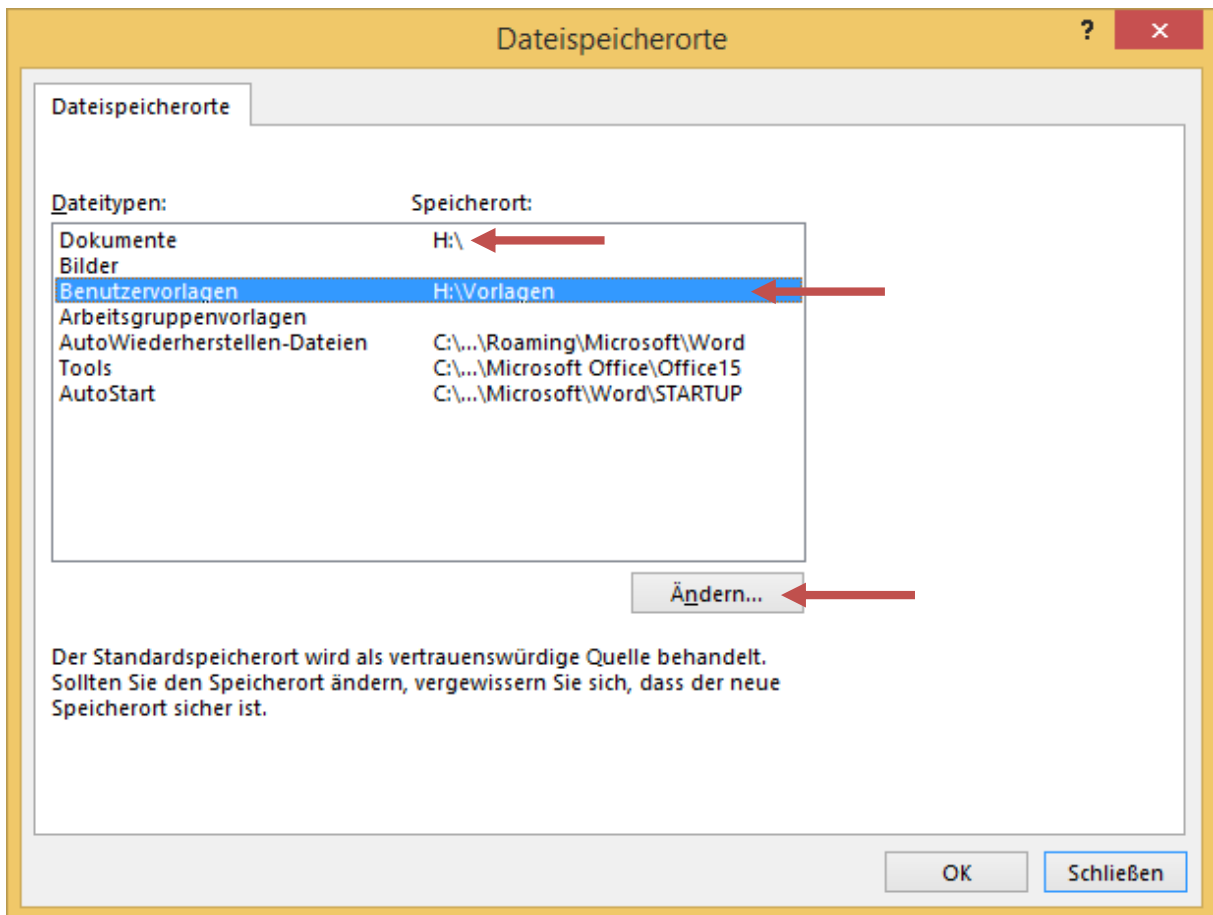 Dateispeicherorte
?
Dateispeicherorte
Dateitypen: Speicherort:
Dokumente H:\
Bilder
Benutzervorlagen H:\Vorlagen
Arbeitsgruppenvorlagen
AutoWiederherstellen-Dateien C:\...\Roaming\Microsoft\Word
Tools C:\...\Microsoft Office\Office15
AutoStart C:\...\Microsoft\Word\STARTUP
Ändern...
Der Standardspeicherort wird als vertrauenswürdige Quelle behandelt.
Sollten Sie den Speicherort ändern, vergewissern Sie sich, dass der neue
Speicherort sicher ist.
OK Schließen